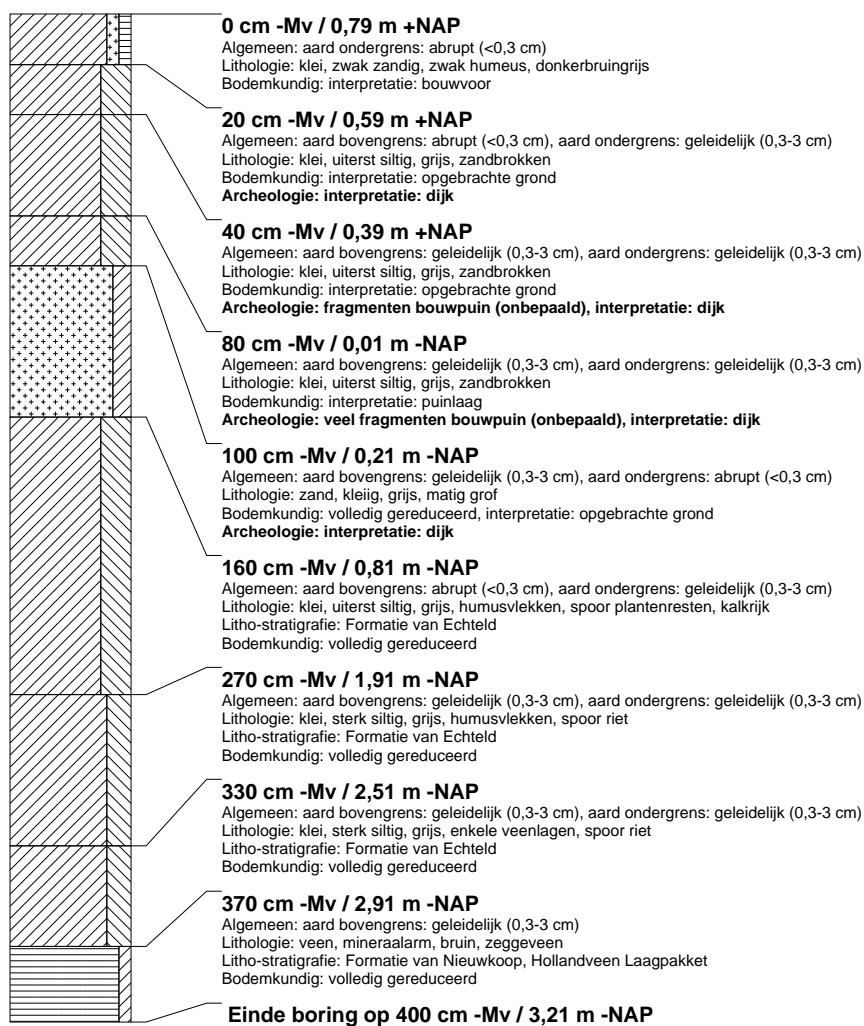 0 cm -Mv / 0,79 m +NAP
Algemeen: aard ondergrens: abrupt (<0,3 cm)
Lithologie: klei, zwak zandig, zwak humeus, donkerbruingrijs
Bodemkundig: interpretatie: bouwvoor
20 cm -Mv / 0,59 m +NAP
Algemeen: aard bovengrens: abrupt (<0,3 cm), aard ondergrens: geleidelijk (0,3-3 cm)
Lithologie: klei, uiterst siltig, grijs, zandbrokken
Bodemkundig: interpretatie: opgebrachte grond
Archeologie: interpretatie: dijk
40 cm -Mv / 0,39 m +NAP
Algemeen: aard bovengrens: geleidelijk (0,3-3 cm), aard ondergrens: geleidelijk (0,3-3 cm)
Lithologie: klei, uiterst siltig, grijs, zandbrokken
Bodemkundig: interpretatie: opgebrachte grond
Archeologie: fragmenten bouwpuin (onbepaald), interpretatie: dijk
80 cm -Mv / 0,01 m -NAP
Algemeen: aard bovengrens: geleidelijk (0,3-3 cm), aard ondergrens: geleidelijk (0,3-3 cm)
Lithologie: klei, uiterst siltig, grijs, zandbrokken
Bodemkundig: interpretatie: puinlaag
Archeologie: veel fragmenten bouwpuin (onbepaald), interpretatie: dijk
100 cm -Mv / 0,21 m -NAP
Algemeen: aard bovengrens: geleidelijk (0,3-3 cm), aard ondergrens: abrupt (<0,3 cm)
Lithologie: zand, kleiig, grijs, matig grof
Bodemkundig: volledig gereduceerd, interpretatie: opgebrachte grond
Archeologie: interpretatie: dijk
160 cm -Mv / 0,81 m -NAP
Algemeen: aard bovengrens: abrupt (<0,3 cm), aard ondergrens: geleidelijk (0,3-3 cm)
Lithologie: klei, uiterst siltig, grijs, humusvlekken, spoor plantenresten, kalkrijk
Litho-stratigrafie: Formatie van Echteld
Bodemkundig: volledig gereduceerd
270 cm -Mv / 1,91 m -NAP
Algemeen: aard bovengrens: geleidelijk (0,3-3 cm), aard ondergrens: geleidelijk (0,3-3 cm)
Lithologie: klei, sterk siltig, grijs, humusvlekken, spoor riet
Litho-stratigrafie: Formatie van Echteld
Bodemkundig: volledig gereduceerd
330 cm -Mv / 2,51 m -NAP
Algemeen: aard bovengrens: geleidelijk (0,3-3 cm), aard ondergrens: geleidelijk (0,3-3 cm)
Lithologie: klei, sterk siltig, grijs, enkele veenlagen, spoor riet
Litho-stratigrafie: Formatie van Echteld
Bodemkundig: volledig gereduceerd
370 cm -Mv / 2,91 m -NAP
Algemeen: aard bovengrens: geleidelijk (0,3-3 cm)
Lithologie: veen, mineraalarm, bruin, zeggeveen
Litho-stratigrafie: Formatie van Nieuwkoop, Hollandveen Laagpakket
Bodemkundig: volledig gereduceerd
Einde boring op 400 cm -Mv / 3,21 m -NAP